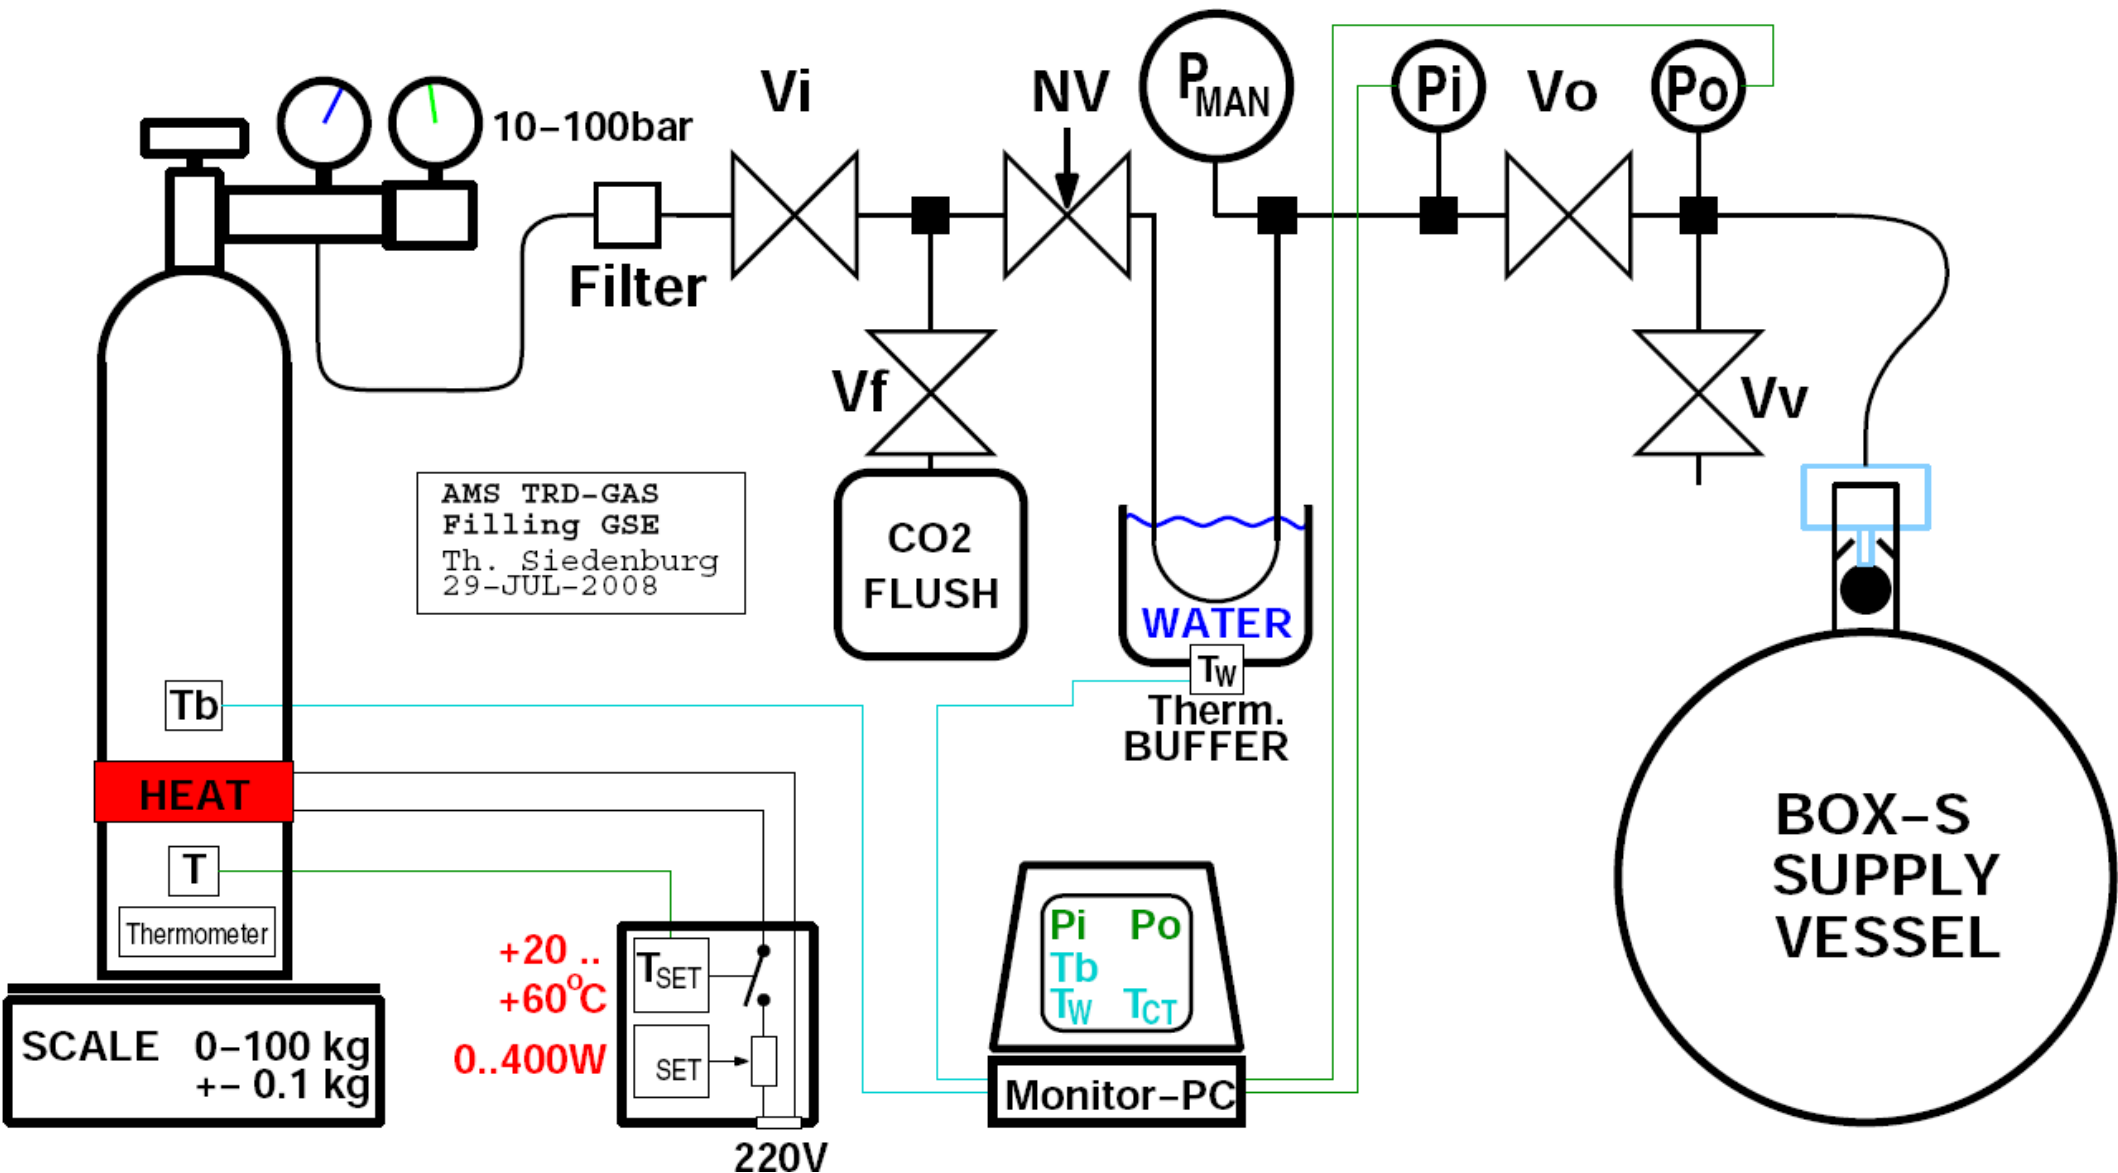 10–100bar
Vi
NV
PMAN
Pi
Vo
Po
Filter
Vf
Vv
AMS TRD-GAS
Filling GSE
Th. Siedenburg
29-JUL-2008
CO2
FLUSH
WATER
TW
Therm.
BUFFER
Tb
HEAT
T
Thermometer
SCALE 0–100 kg
+– 0.1 kg
+20 ..
+60°C
0..400W
TSET
SET
220V
Pi Po
Tb
TW TCT
Monitor–PC
BOX–S
SUPPLY
VESSEL